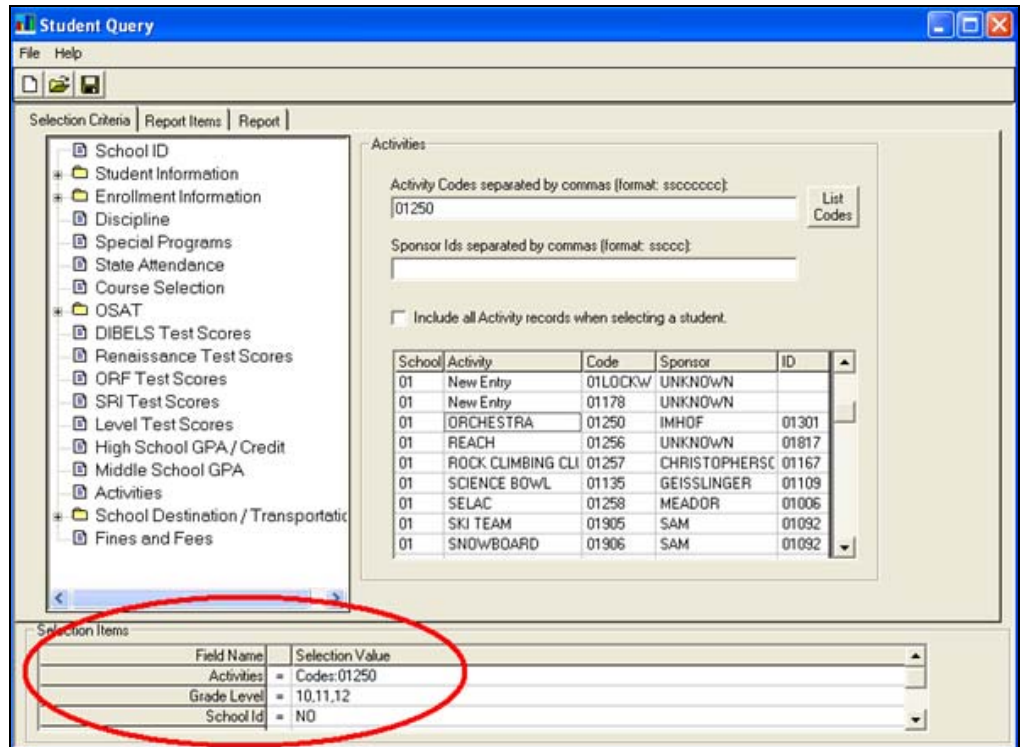 Student Query
File Help
Selection Criteria Report Items Report
School ID
Student Information
Enrollment Information
Discipline
Special Programs
State Attendance
Course Selection
OSAT
DIBELS Test Scores
Renaissance Test Scores
ORF Test Scores
SRI Test Scores
Level Test Scores
High School GPA / Credit
Middle School GPA
Activities
School Destination / Transportatic
Fines and Fees
Activities
Activity Codes separated by commas (format: ssccccccc):
01250
List
Codes
Sponsor Ids separated by commas (format: ssccc):
Include all Activity records when selecting a student.
School Activity Code Sponsor ID
01 New Entry 01LOCKW UNKNOWN
01 New Entry 01178 UNKNOWN
01 ORCHESTRA 01250 IMHOF 01301
01 REACH 01256 UNKNOWN 01817
01 ROCK CLIMBING CLI 01257 CHRISTOPHERSC 01167
01 SCIENCE BOWL 01135 GEISSLINGER 01109
01 SELAC 01258 MEADOR 01006
01 SKI TEAM 01905 SAM 01092
01 SNOWBOARD 01906 SAM 01092
Selection Items
Field Name Selection Value
Activities = Codes:01250
Grade Level = 10,11,12
School Id = NO